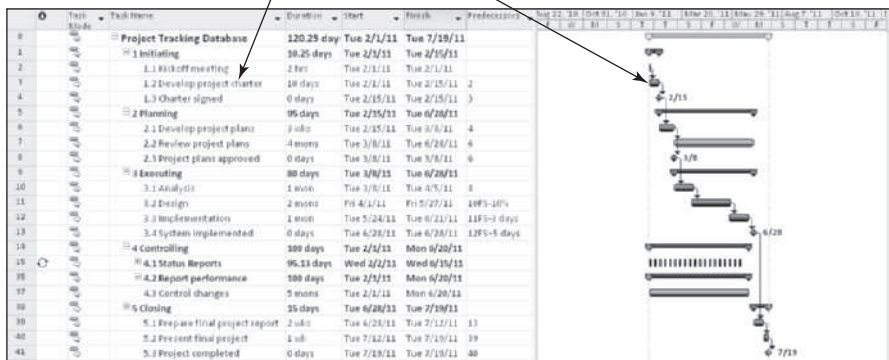 Task Mode Task Name Duration Start Finish Predecessors
0 Project Tracking Database 120.29 day Tue 2/1/11 Tue 7/19/11
1 1 Initiating 10.25 days Tue 2/1/11 Tue 2/15/11
2 1.1 Kickoff meeting 2 hrs Tue 2/1/11 Tue 2/1/11
3 1.2 Develop project charter 10 days Tue 2/1/11 Tue 2/15/11 2
4 1.3 Charter signed 0 days Tue 2/15/11 Tue 2/15/11 3 2/15
5 2 Planning 95 days Tue 2/15/11 Tue 6/28/11
6 2.1 Develop project plans 3 wks Tue 2/15/11 Tue 3/8/11 4
7 2.2 Review project plans 4 mons Tue 3/8/11 Tue 6/28/11 6
8 2.3 Project plans approved 0 days Tue 3/8/11 Tue 3/8/11 6 3/8
9 3 Executing 80 days Tue 3/8/11 Tue 6/28/11
10 3.1 Analysis 1 mon Tue 3/8/11 Tue 4/5/11 8
11 3.2 Design 2 mons Fri 4/1/11 Fri 5/27/11 10FS-10%
12 3.3 Implementation 1 mon Tue 5/24/11 Tue 6/21/11 11FS-3 days
13 3.4 System implemented 0 days Tue 6/28/11 Tue 6/28/11 12FS+5 days 6/28
14 4 Controlling 100 days Tue 2/1/11 Mon 6/20/11
15 4.1 Status Reports 95.13 days Wed 2/2/11 Wed 6/15/11
4.2 Report performance 100 days Tue 2/1/11 Mon 6/20/11
37 4.3 Control changes 5 mons Tue 2/1/11 Mon 6/20/11
38 5 Closing 15 days Tue 6/28/11 Tue 7/19/11
39 5.1 Prepare final project report 2 wks Tue 6/28/11 Tue 7/12/11 13
40 5.2 Present final project 1 wk Tue 7/12/11 Tue 7/19/11 39
41 5.3 Project completed 0 days Tue 7/19/11 Tue 7/19/11 40 7/19